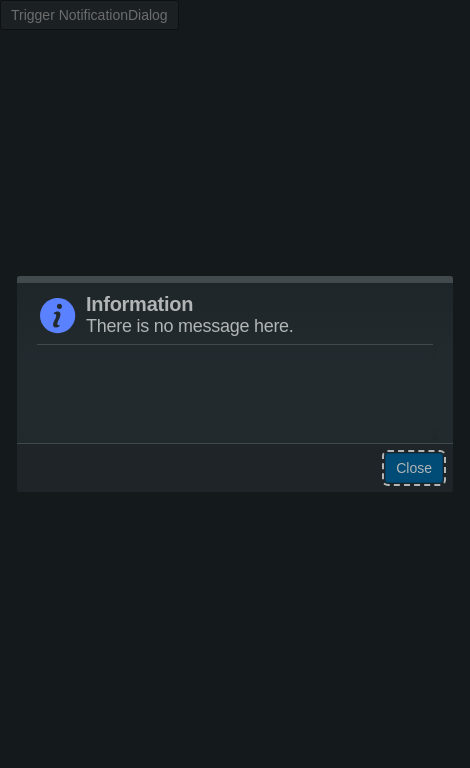 Trigger NotificationDialog
Information
There is no message here.
Close